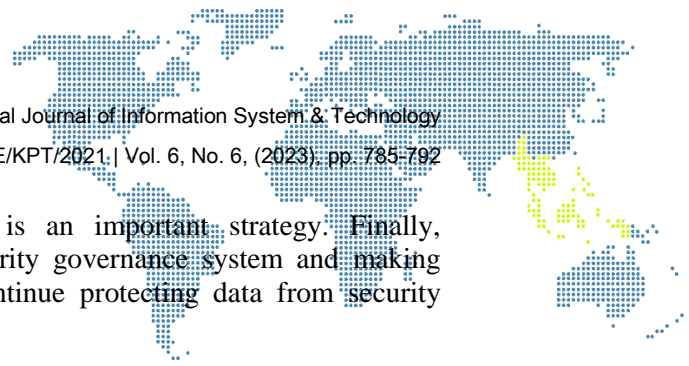 al Journal of Information System & Technology
E/KPT/2021 | Vol. 6, No. 6, (2023), pp. 785-792
is an important strategy. Finally,
rity governance system and making
ntinue protecting data from security